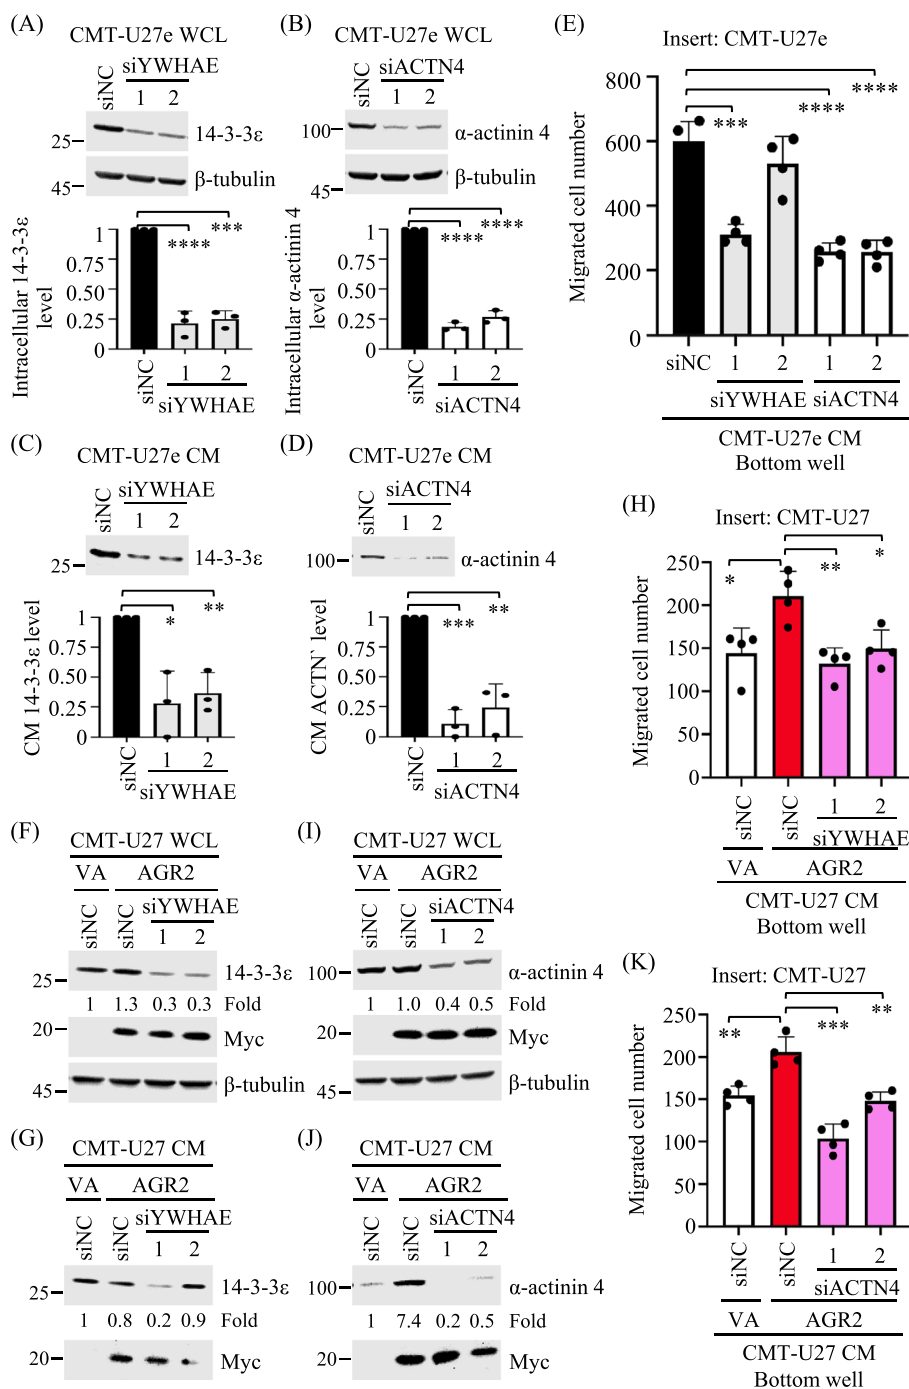 (A)
CMT-U27e WCL
siNC
siYWHAE
1 2
25
14-3-3ε
45
β-tubulin
Intracellular 14-3-3ε level
1
0.75
0.25
0
****
***
siNC
1 2
siYWHAE
(B)
CMT-U27e WCL
siNC
siACTN4
1 2
100
α-actinin 4
45
β-tubulin
Intracellular α-actinin 4 level
1
0.75
0.25
0
****
****
siNC
1 2
siACTN4
(E)
Insert: CMT-U27e
Migrated cell number
800
600
400
200
0
***
****
****
siNC
1 2 1 2
siYWHAE siACTN4
CMT-U27e CM
Bottom well
(C)
CMT-U27e CM
siNC
siYWHAE
1 2
25
14-3-3ε
CM 14-3-3ε level
1
0.75
0.25
0
*
**
siNC
1 2
siYWHAE
(D)
CMT-U27e CM
siNC
siACTN4
1 2
100
α-actinin 4
CM ACTN` level
1
0.75
0.25
0
***
**
siNC
1 2
siACTN4
(H)
Insert: CMT-U27
Migrated cell number
250
200
150
100
50
0
*
**
*
siNC
siNC
1
2
siYWHAE
VA AGR2
CMT-U27 CM
Bottom well
(F)
CMT-U27 WCL
VA AGR2
siNC
siNC
siYWHAE
1 2
25
14-3-3ε
1 1.3 0.3 0.3 Fold
20
Myc
45
β-tubulin
(I)
CMT-U27 WCL
VA AGR2
siNC
siNC
siACTN4
1 2
100
α-actinin 4
1 1.0 0.4 0.5 Fold
20
Myc
45
β-tubulin
(K)
Insert: CMT-U27
Migrated cell number
250
200
150
100
50
0
**
***
**
siNC
siNC
1 2
siACTN4
VA AGR2
CMT-U27 CM
Bottom well
(G)
CMT-U27 CM
VA AGR2
siNC
siNC
siYWHAE
1 2
25
14-3-3ε
1 0.8 0.2 0.9 Fold
20
Myc
(J)
CMT-U27 CM
VA AGR2
siNC
siNC
siACTN4
1 2
100
α-actinin 4
1 7.4 0.2 0.5 Fold
20
Myc